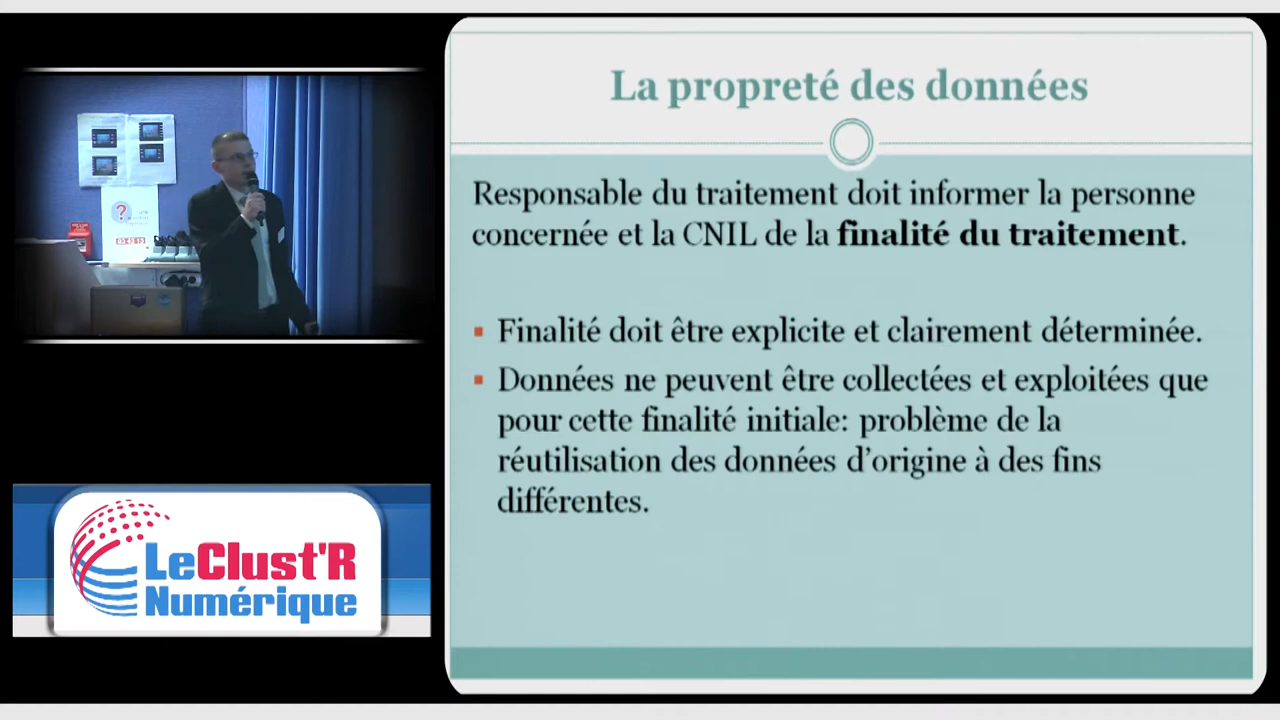 La propreté des données
Responsable du traitement doit informer la personne
concernée et la CNIL de la finalité du traitement.
Finalité doit être explicite et clairement déterminée.
Données ne peuvent être collectées et exploitées que
pour cette finalité initiale: problème de la
réutilisation des données d'origine à des fins
différentes.
?
LeClust'R
Numérique